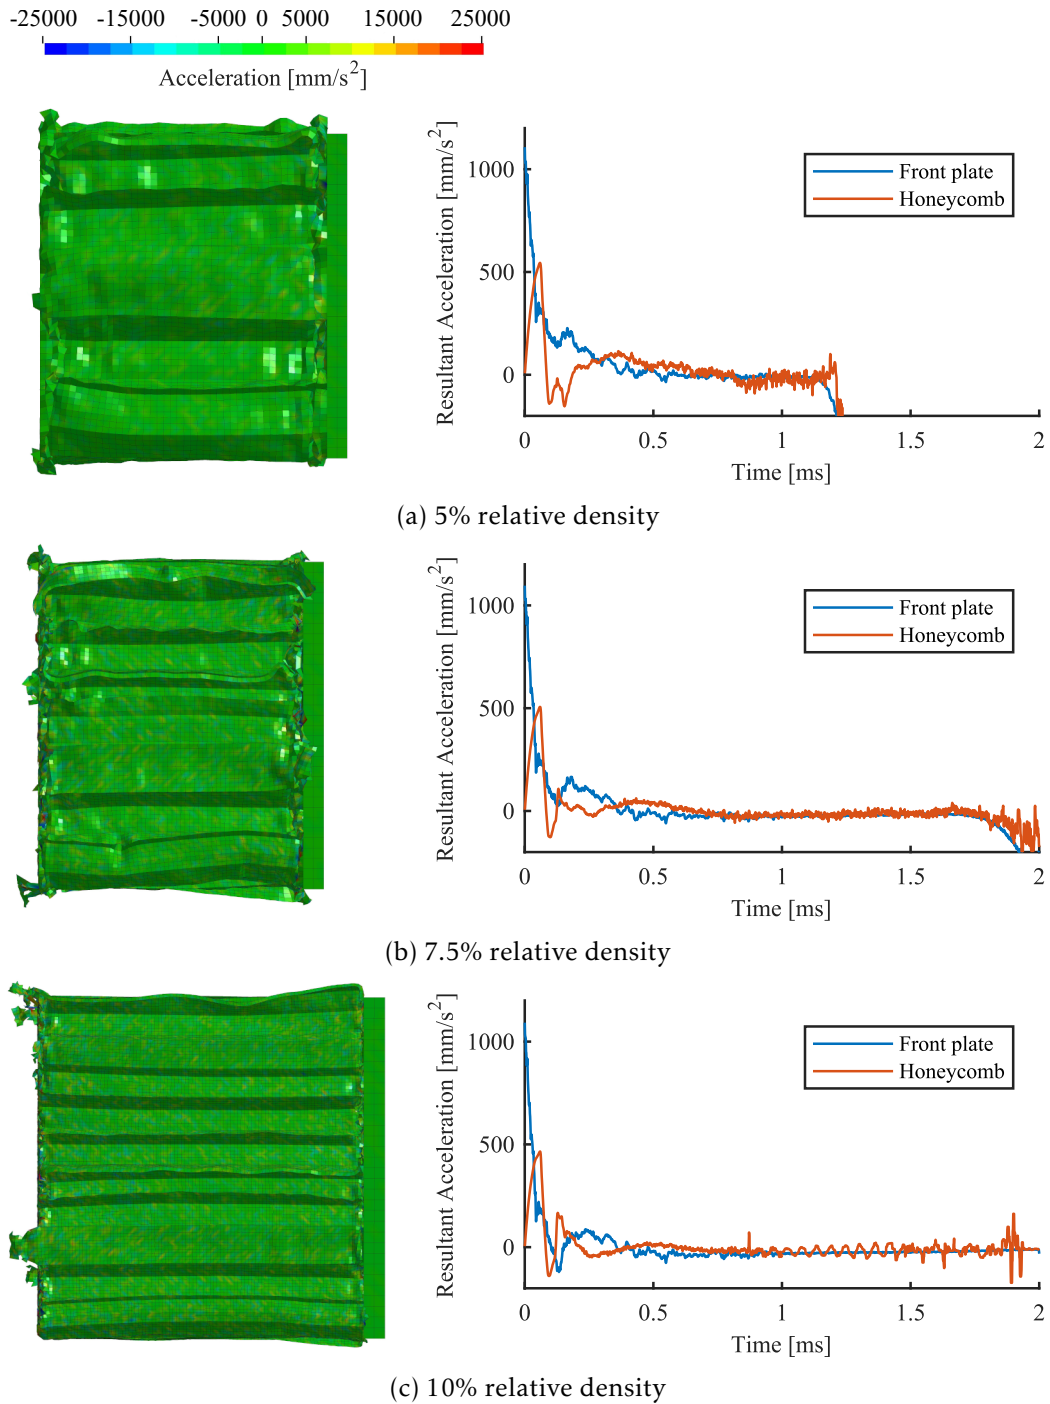 -25000 -15000 -5000 0 5000 15000 25000
Acceleration [mm/s²]
Resultant Acceleration [mm/s²]
1000
500
0
Front plate
Honeycomb
0 0.5 1 1.5 2
Time [ms]
(a) 5% relative density
Resultant Acceleration [mm/s²]
1000
500
0
Front plate
Honeycomb
0 0.5 1 1.5 2
Time [ms]
(b) 7.5% relative density
Resultant Acceleration [mm/s²]
1000
500
0
Front plate
Honeycomb
0 0.5 1 1.5 2
Time [ms]
(c) 10% relative density